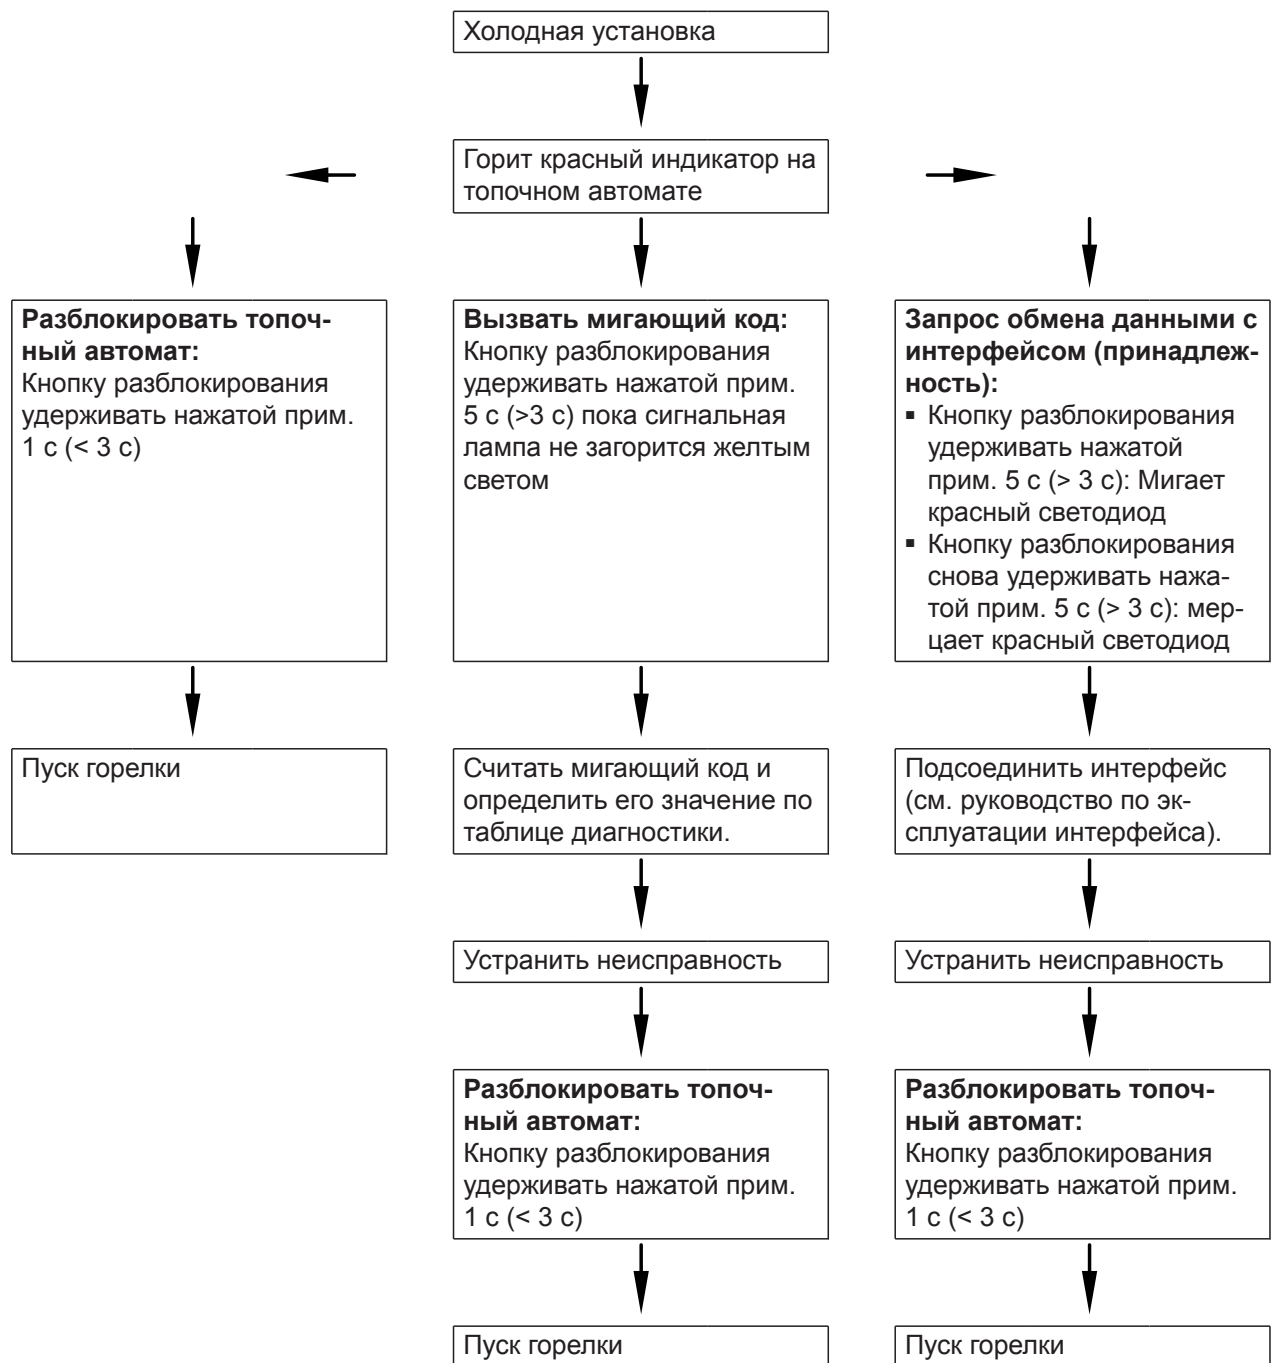 Холодная установка
Горит красный индикатор на
топочном автомате
Разблокировать топоч-
ный автомат:
Кнопку разблокирования
удерживать нажатой прим.
1 с (< 3 с)
Вызвать мигающий код:
Кнопку разблокирования
удерживать нажатой прим.
5 с (>3 с) пока сигнальная
лампа не загорится желтым
светом
Запрос обмена данными с
интерфейсом (принадлеж-
ность):
▪ Кнопку разблокирования
удерживать нажатой
прим. 5 с (> 3 с): Мигает
красный светодиод
▪ Кнопку разблокирования
снова удерживать нажа-
той прим. 5 с (> 3 с): мер-
цает красный светодиод
Пуск горелки
Считать мигающий код и
определить его значение по
таблице диагностики.
Подсоединить интерфейс
(см. руководство по эк-
сплуатации интерфейса).
Устранить неисправность
Устранить неисправность
Разблокировать топоч-
ный автомат:
Кнопку разблокирования
удерживать нажатой прим.
1 с (< 3 с)
Разблокировать топоч-
ный автомат:
Кнопку разблокирования
удерживать нажатой прим.
1 с (< 3 с)
Пуск горелки
Пуск горелки